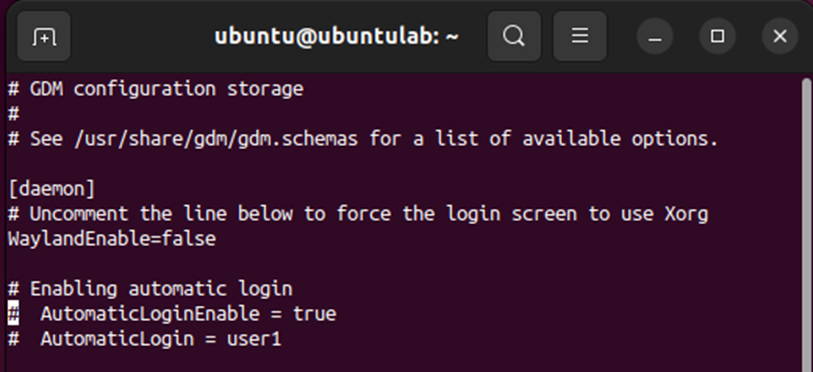 ubuntu@ubuntulab: ~
# GDM configuration storage
#
# See /usr/share/gdm/gdm.schemas for a list of available options.
[daemon]
# Uncomment the line below to force the login screen to use Xorg
WaylandEnable=false
# Enabling automatic login
#  AutomaticLoginEnable = true
#  AutomaticLogin = user1